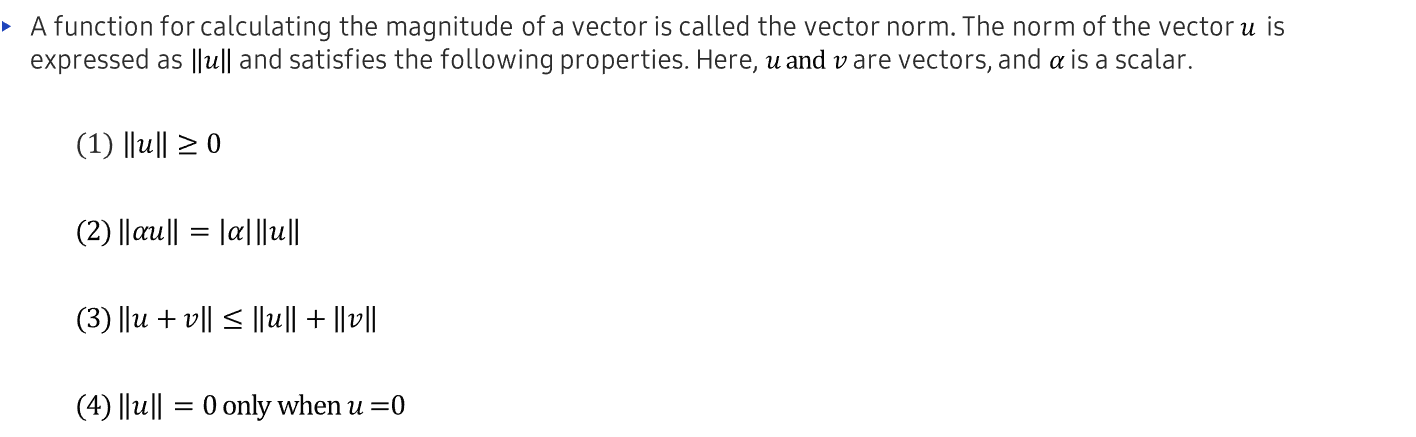 A function for calculating the magnitude of a vector is called the vector norm. The norm of the vector u is
expressed as ||u|| and satisfies the following properties. Here, u and v are vectors, and α is a scalar.
(1) ||u|| ≥ 0
(2) ||αu|| = |α|||u||
(3) ||u + v|| ≤ ||u|| + ||v||
(4) ||u|| = 0 only when u =0